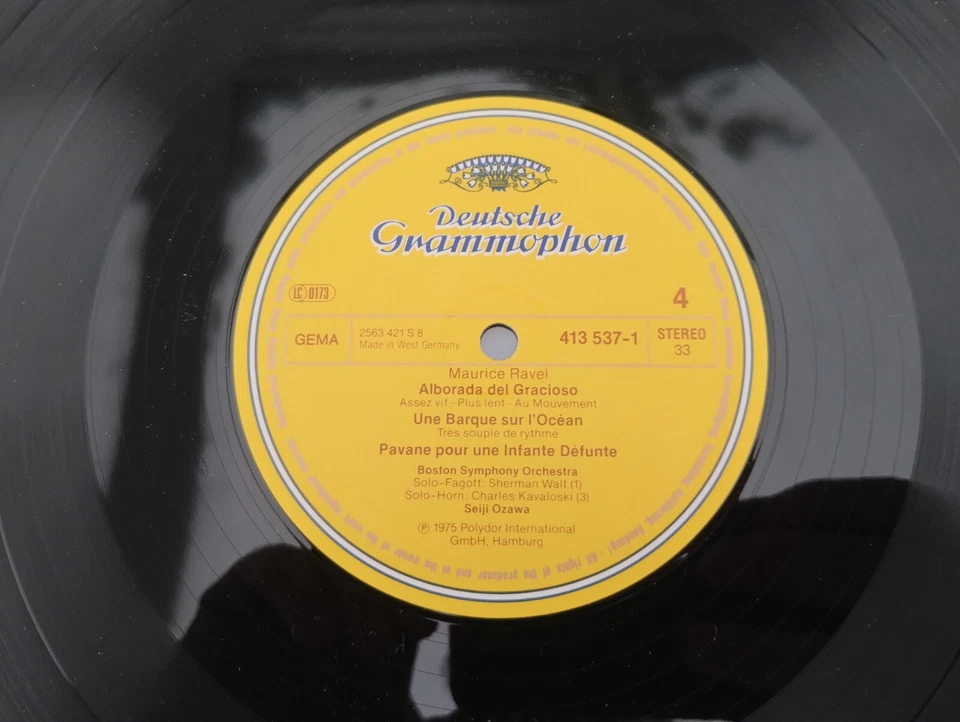 Deutsche
Grammophon
LC 0173
4
GEMA
2563 421 S 8
Made in West Germany
413 537-1
STEREO
33
Maurice Ravel
Alborada del Gracioso
Assez vif - Plus lent - Au Mouvement
Une Barque sur l'Océan
Très souple de rythme
Pavane pour une Infante Défunte
Boston Symphony Orchestra
Solo-Fagott: Sherman Walt (1)
Solo-Horn: Charles Kavaloski (3)
Seiji Ozawa
Ⓟ 1975 Polydor International
GmbH, Hamburg